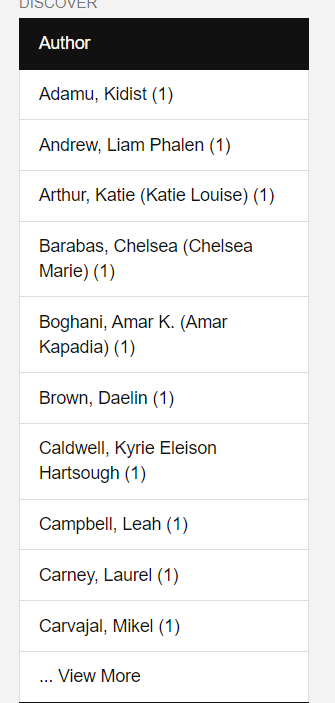 DISCOVER
Author
Adamu, Kidist (1)
Andrew, Liam Phalen (1)
Arthur, Katie (Katie Louise) (1)
Barabas, Chelsea (Chelsea
Marie) (1)
Boghani, Amar K. (Amar
Kapadia) (1)
Brown, Daelin (1)
Caldwell, Kyrie Eleison
Hartsough (1)
Campbell, Leah (1)
Carney, Laurel (1)
Carvajal, Mikel (1)
... View More